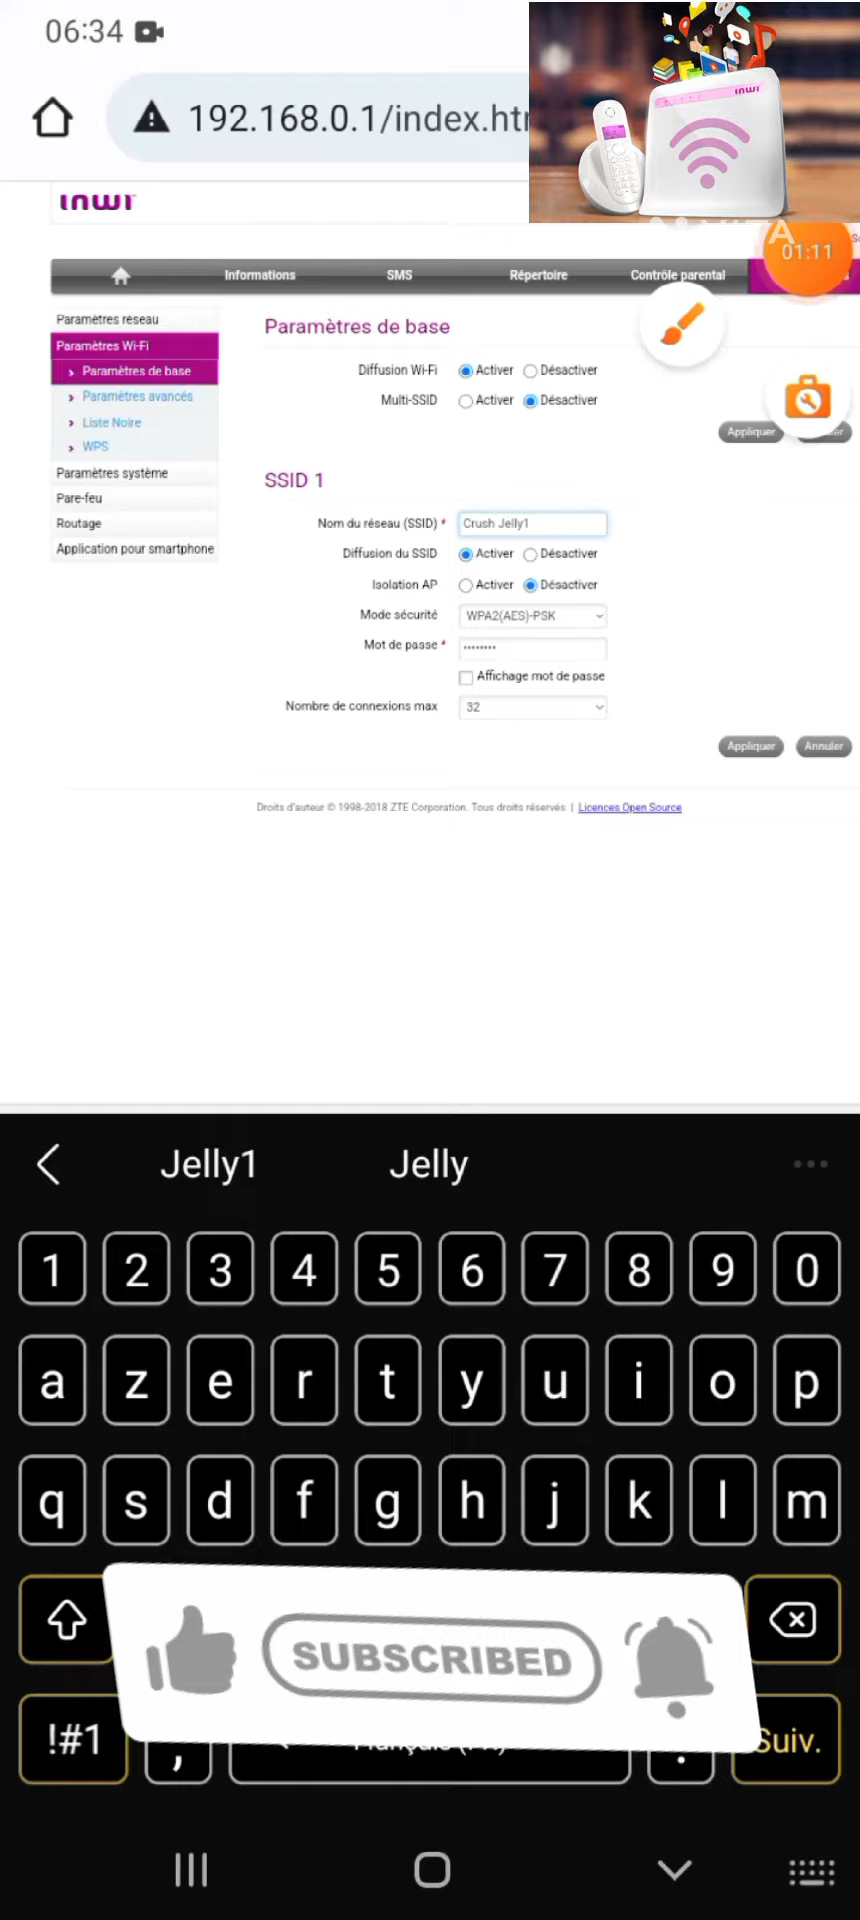 06:34
192.168.0.1/index.htm
inwi
inwi
VITA
01:11
Informations SMS Répertoire Contrôle parental
Paramètres réseau
Paramètres Wi-Fi
Paramètres de base
Paramètres avancés
Liste Noire
WPS
Paramètres système
Pare-feu
Routage
Application pour smartphone
Paramètres de base
Diffusion Wi-Fi Activer Désactiver
Multi-SSID Activer Désactiver
Appliquer
SSID 1
Nom du réseau (SSID) * Crush Jelly1
Diffusion du SSID Activer Désactiver
Isolation AP Activer Désactiver
Mode sécurité WPA2(AES)-PSK
Mot de passe * ••••••••
Affichage mot de passe
Nombre de connexions max 32
Appliquer Annuler
Droits d'auteur © 1998-2018 ZTE Corporation. Tous droits réservés | Licences Open Source
Jelly1 Jelly ...
1 2 3 4 5 6 7 8 9 0
a z e r t y u i o p
q s d f g h j k l m
SUBSCRIBED
!#1 , . Suiv.